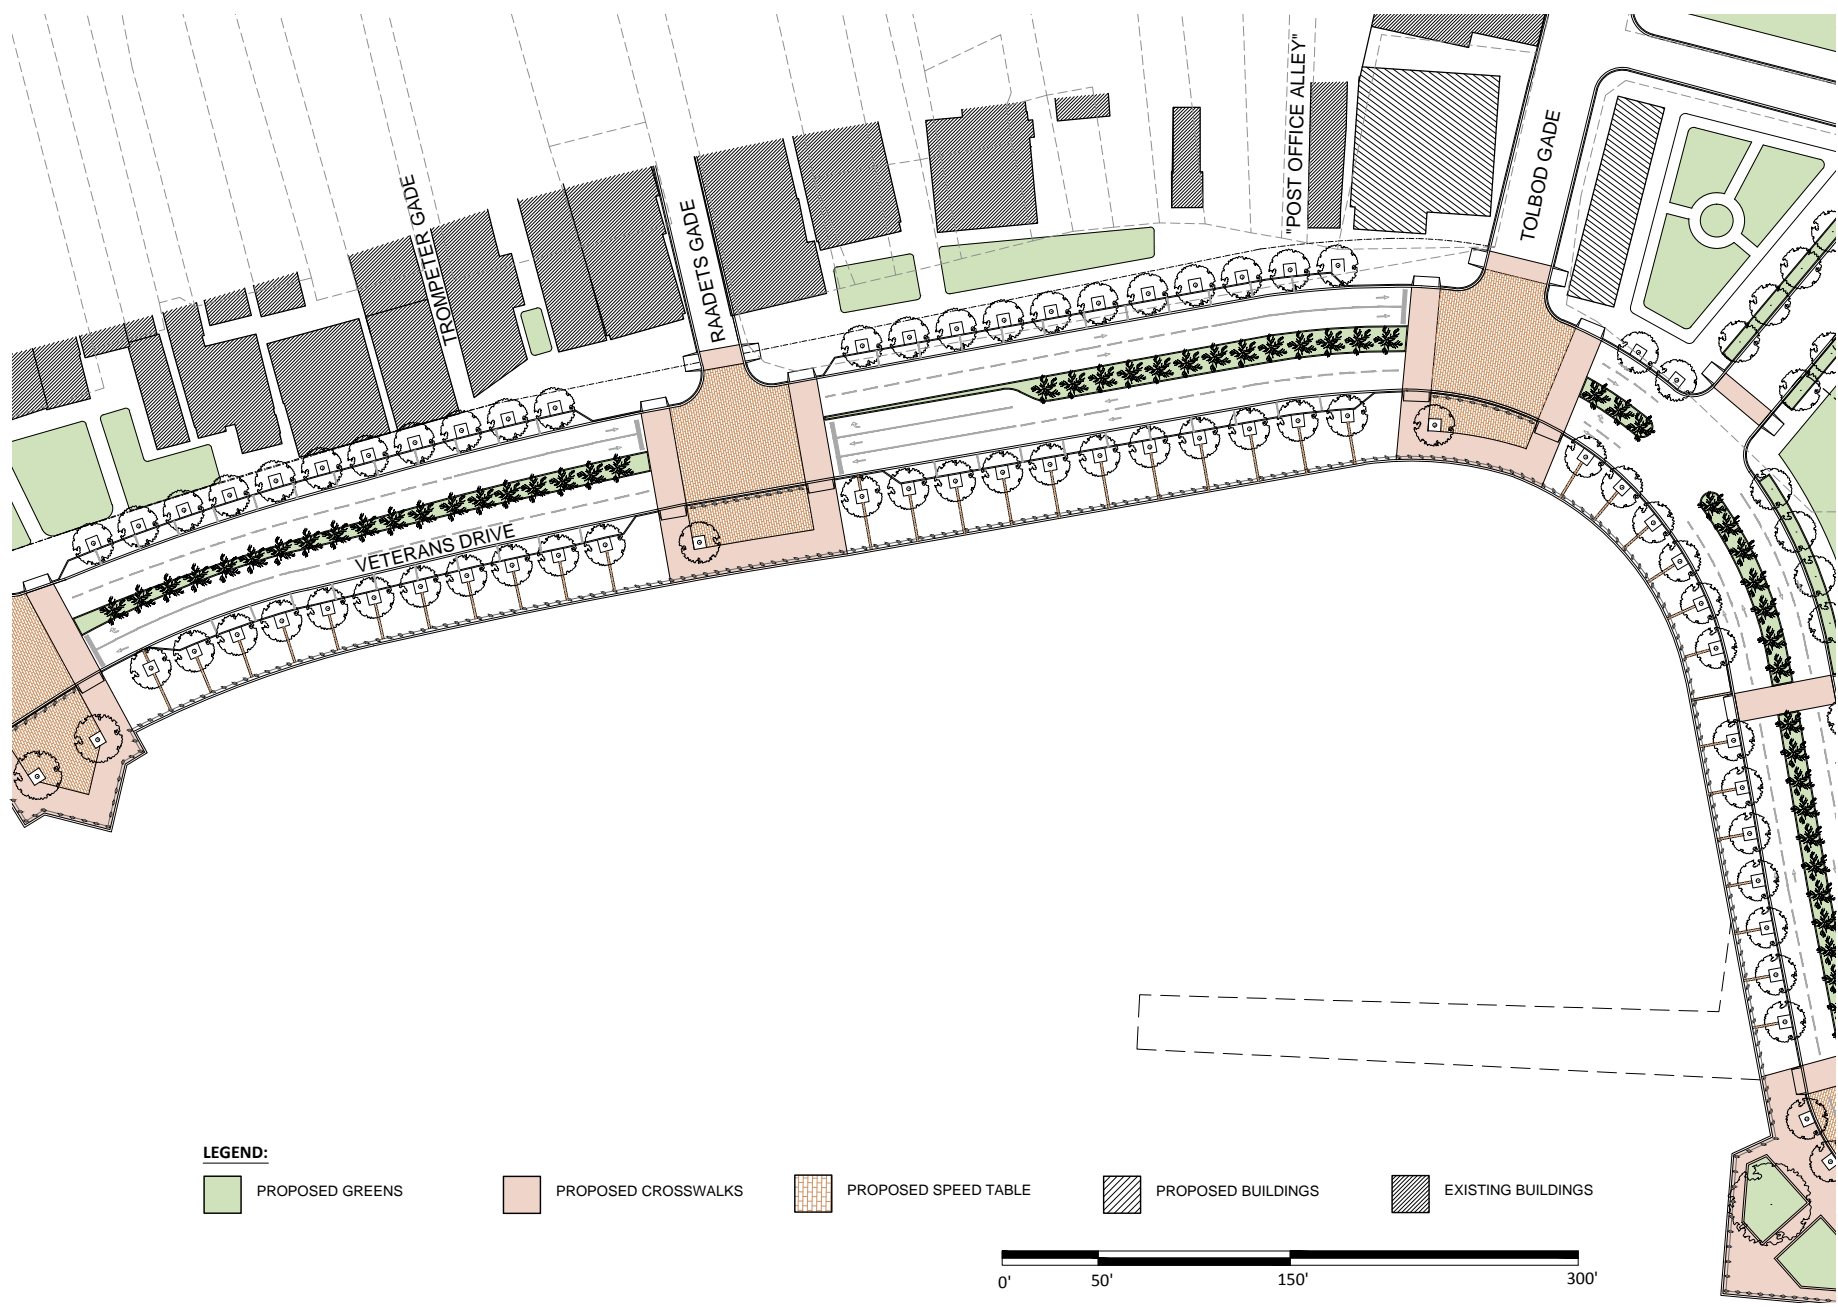 "POST OFFICE ALLEY"
TOLBOD GADE
TROMPETER GADE
RAADETS GADE
VETERANS DRIVE
LEGEND:
PROPOSED GREENS
PROPOSED CROSSWALKS
PROPOSED SPEED TABLE
PROPOSED BUILDINGS
EXISTING BUILDINGS
0' 50' 150' 300'